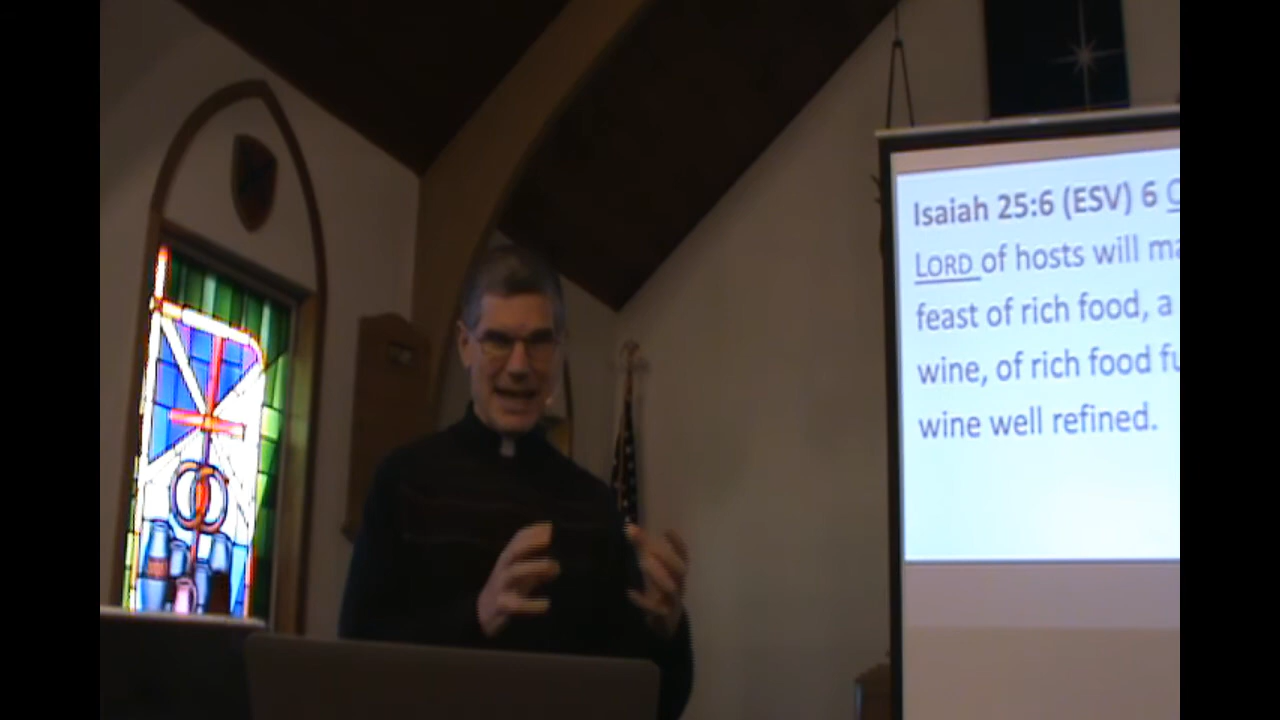 Isaiah 25:6 (ESV) 6
LORD of hosts will
feast of rich food, a
wine, of rich food
wine well refined.